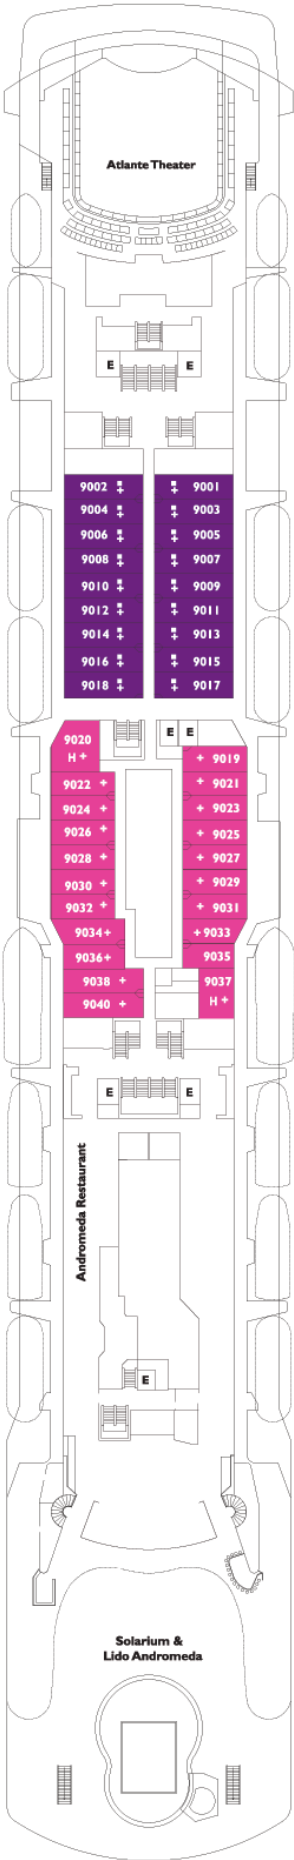 Atlante Theater
E E
9002 9001
9004 9003
9006 9005
9008 9007
9010 9009
9012 9011
9014 9013
9016 9015
9018 9017
E E
9020
H +
9019
9022 + + 9021
9024 + + 9023
9026 + + 9025
9028 + + 9027
9030 + + 9029
9032 + + 9031
9034+ +9033
9036+ 9035
9038 + 9037
H +
9040 +
E E
Andromeda Restaurant
E
Solarium &
Lido Andromeda